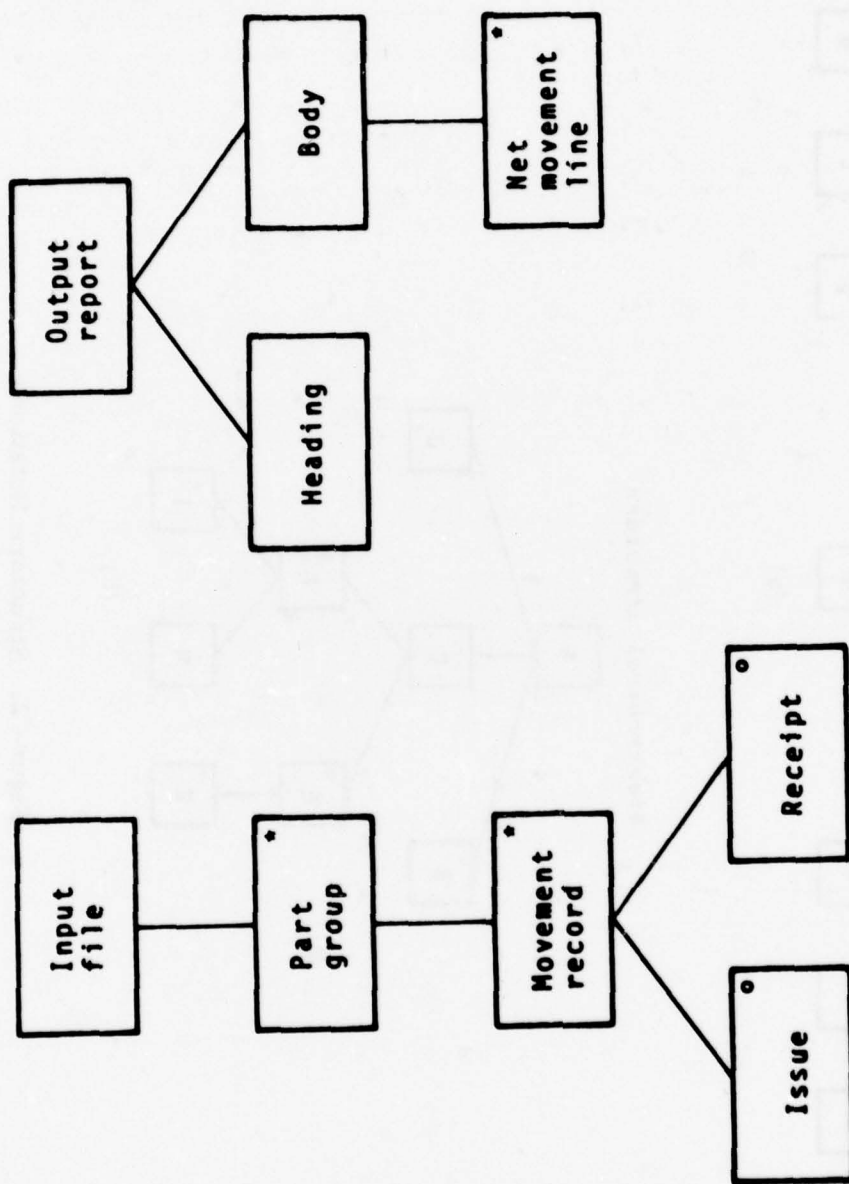 Input
file
Part
group
*
Movement
record
*
Issue
o
Receipt
o
Output
report
Heading
Body
Net
movement
line
*